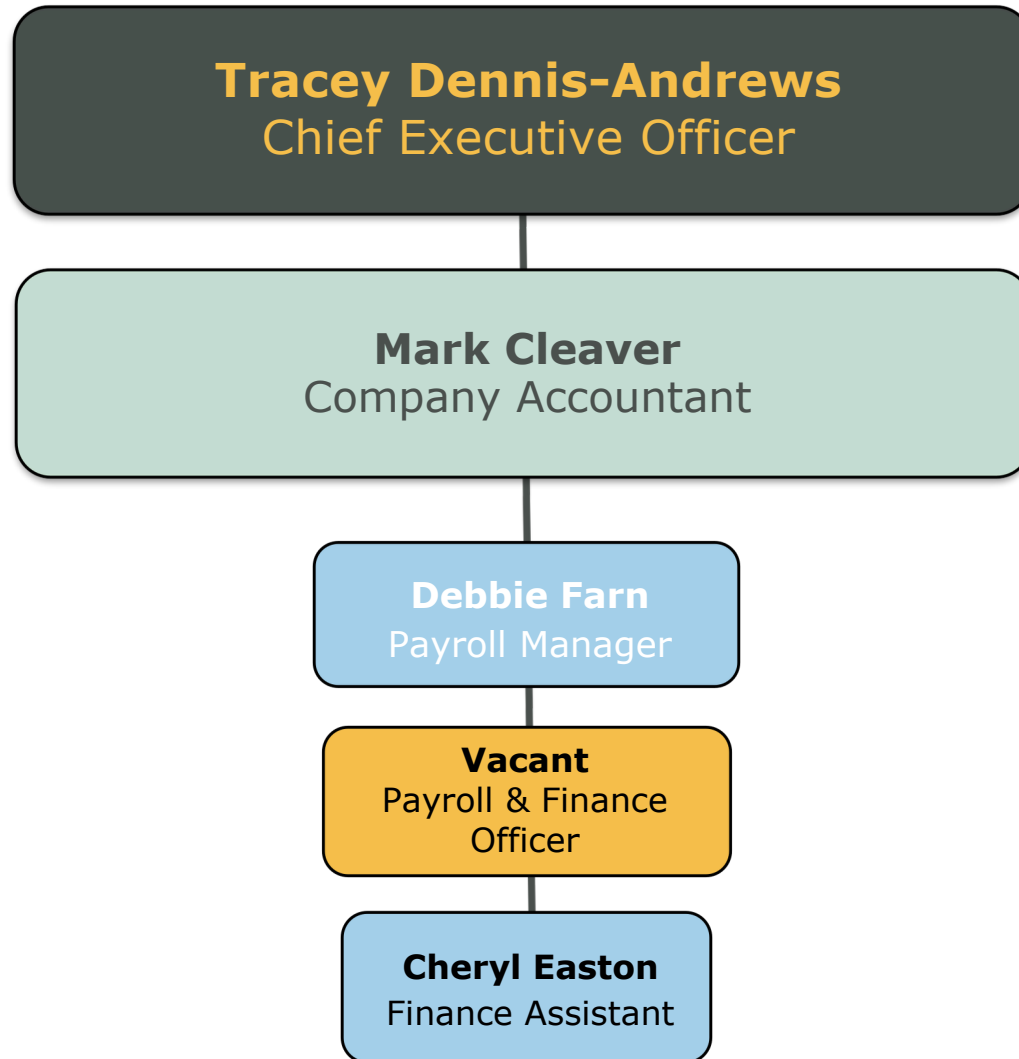 Tracey Dennis-Andrews
Chief Executive Officer
Mark Cleaver
Company Accountant
Debbie Farn
Payroll Manager
Vacant
Payroll & Finance
Officer
Cheryl Easton
Finance Assistant